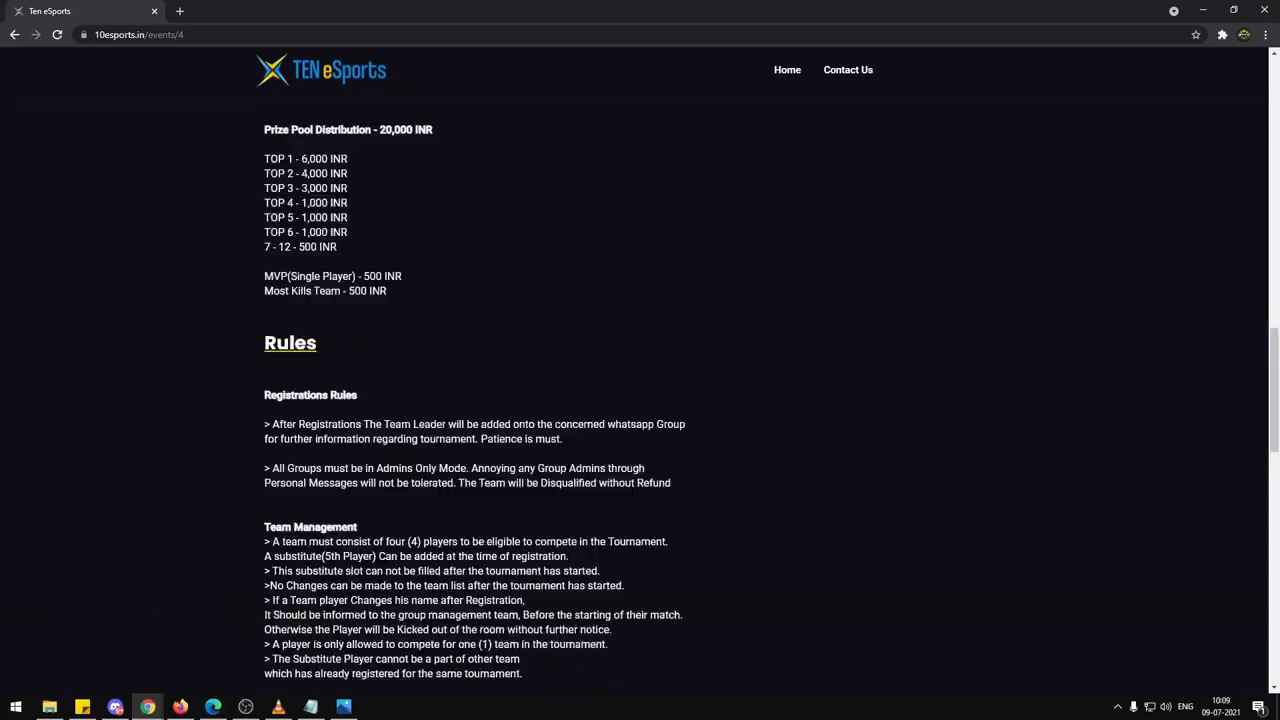 Ten eSports
10esports.in/events/4
TEN eSports
Home
Contact Us
Prize Pool Distribution - 20,000 INR
TOP 1 - 6,000 INR
TOP 2 - 4,000 INR
TOP 3 - 3,000 INR
TOP 4 - 1,000 INR
TOP 5 - 1,000 INR
TOP 6 - 1,000 INR
7 - 12 - 500 INR
MVP(Single Player) - 500 INR
Most Kills Team - 500 INR
Rules
Registrations Rules
> After Registrations The Team Leader will be added onto the concerned whatsapp Group
for further information regarding tournament. Patience is must.
> All Groups must be in Admins Only Mode. Annoying any Group Admins through
Personal Messages will not be tolerated. The Team will be Disqualified without Refund
Team Management
> A team must consist of four (4) players to be eligible to compete in the Tournament.
A substitute(5th Player) Can be added at the time of registration.
> This substitute slot can not be filled after the tournament has started.
>No Changes can be made to the team list after the tournament has started.
> If a Team player Changes his name after Registration,
It Should be informed to the group management team, Before the starting of their match.
Otherwise the Player will be Kicked out of the room without further notice.
> A player is only allowed to compete for one (1) team in the tournament.
> The Substitute Player cannot be a part of other team
which has already registered for the same tournament.
ENG
10:09
09-07-2021